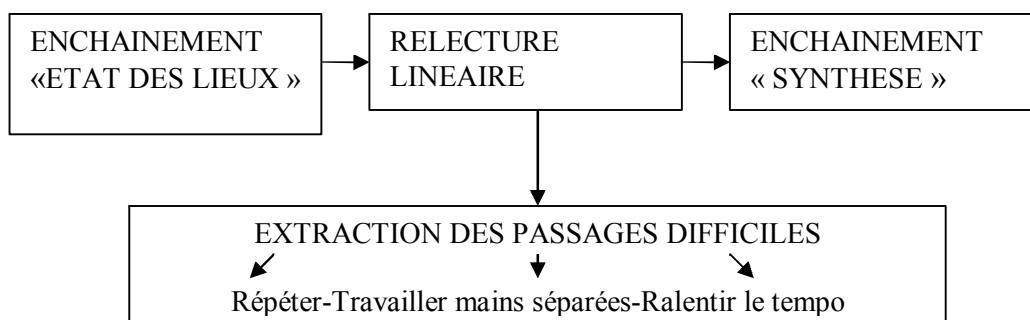 ENCHAINEMENT
«ETAT DES LIEUX »
RELECTURE
LINEAIRE
ENCHAINEMENT
« SYNTHESE »
EXTRACTION DES PASSAGES DIFFICILES
Répéter-Travailler mains séparées-Ralentir le tempo